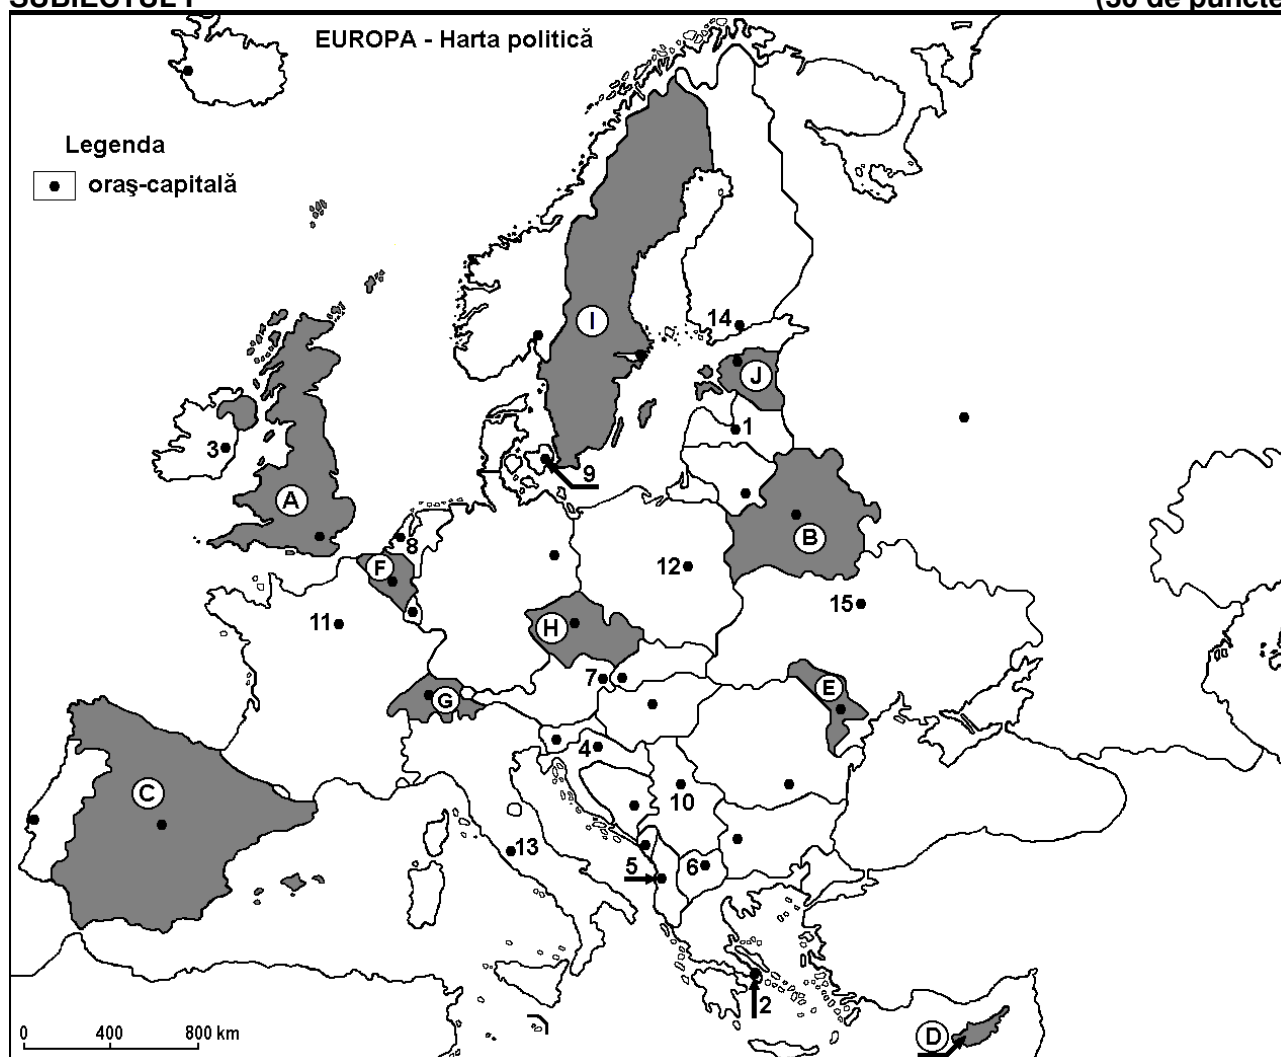 SUBIECTUL I (30 de puncte
EUROPA - Harta politică
Legenda
oraş-capitală
I
14
J
1
3
9
A
8
B
F
12
15
11
H
7
E
G
4
C
10
13
5
6
2
D
0 400 800 km